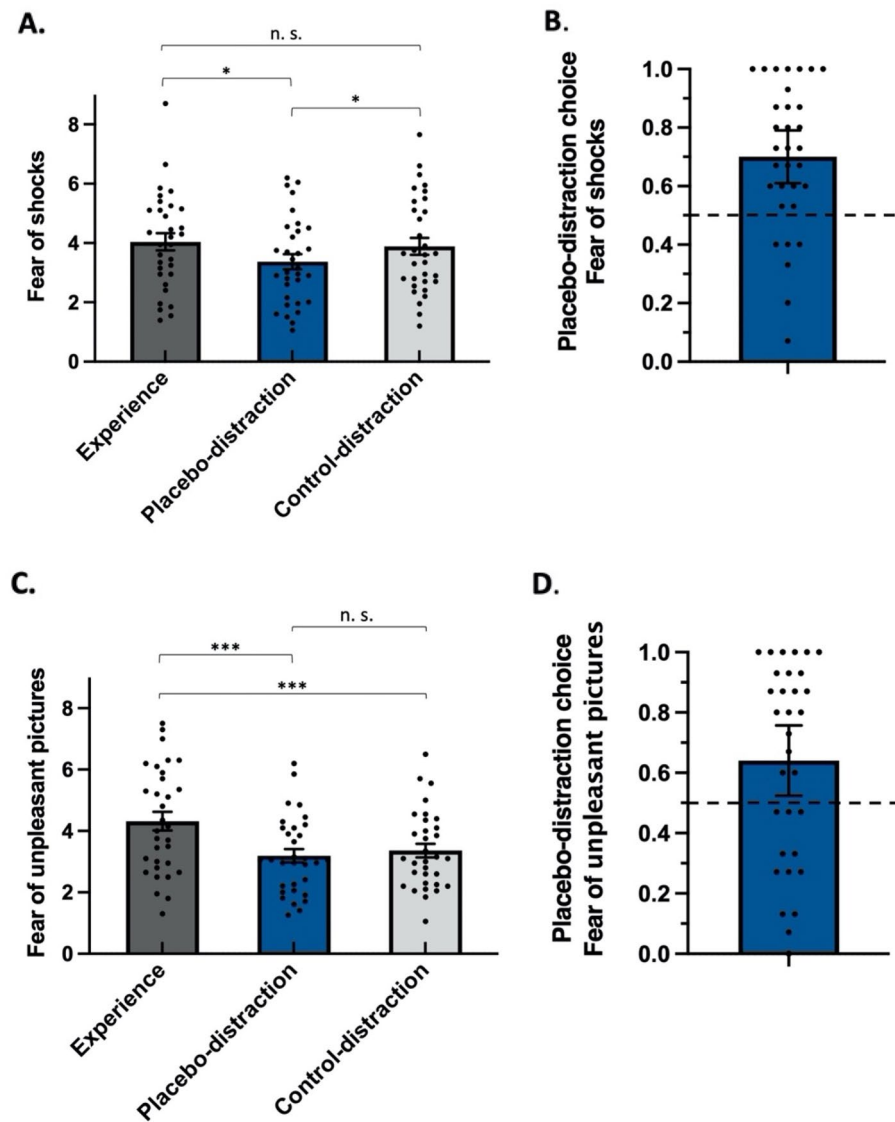 A.
n. s.
*
*
Fear of shocks
8
6
4
2
0
Experience
Placebo-distraction
Control-distraction
B.
Placebo-distraction choice
Fear of shocks
1.0
0.8
0.6
0.4
0.2
0.0
C.
n. s.
***
***
Fear of unpleasant pictures
8
6
4
2
0
Experience
Placebo-distraction
Control-distraction
D.
Placebo-distraction choice
Fear of unpleasant pictures
1.0
0.8
0.6
0.4
0.2
0.0